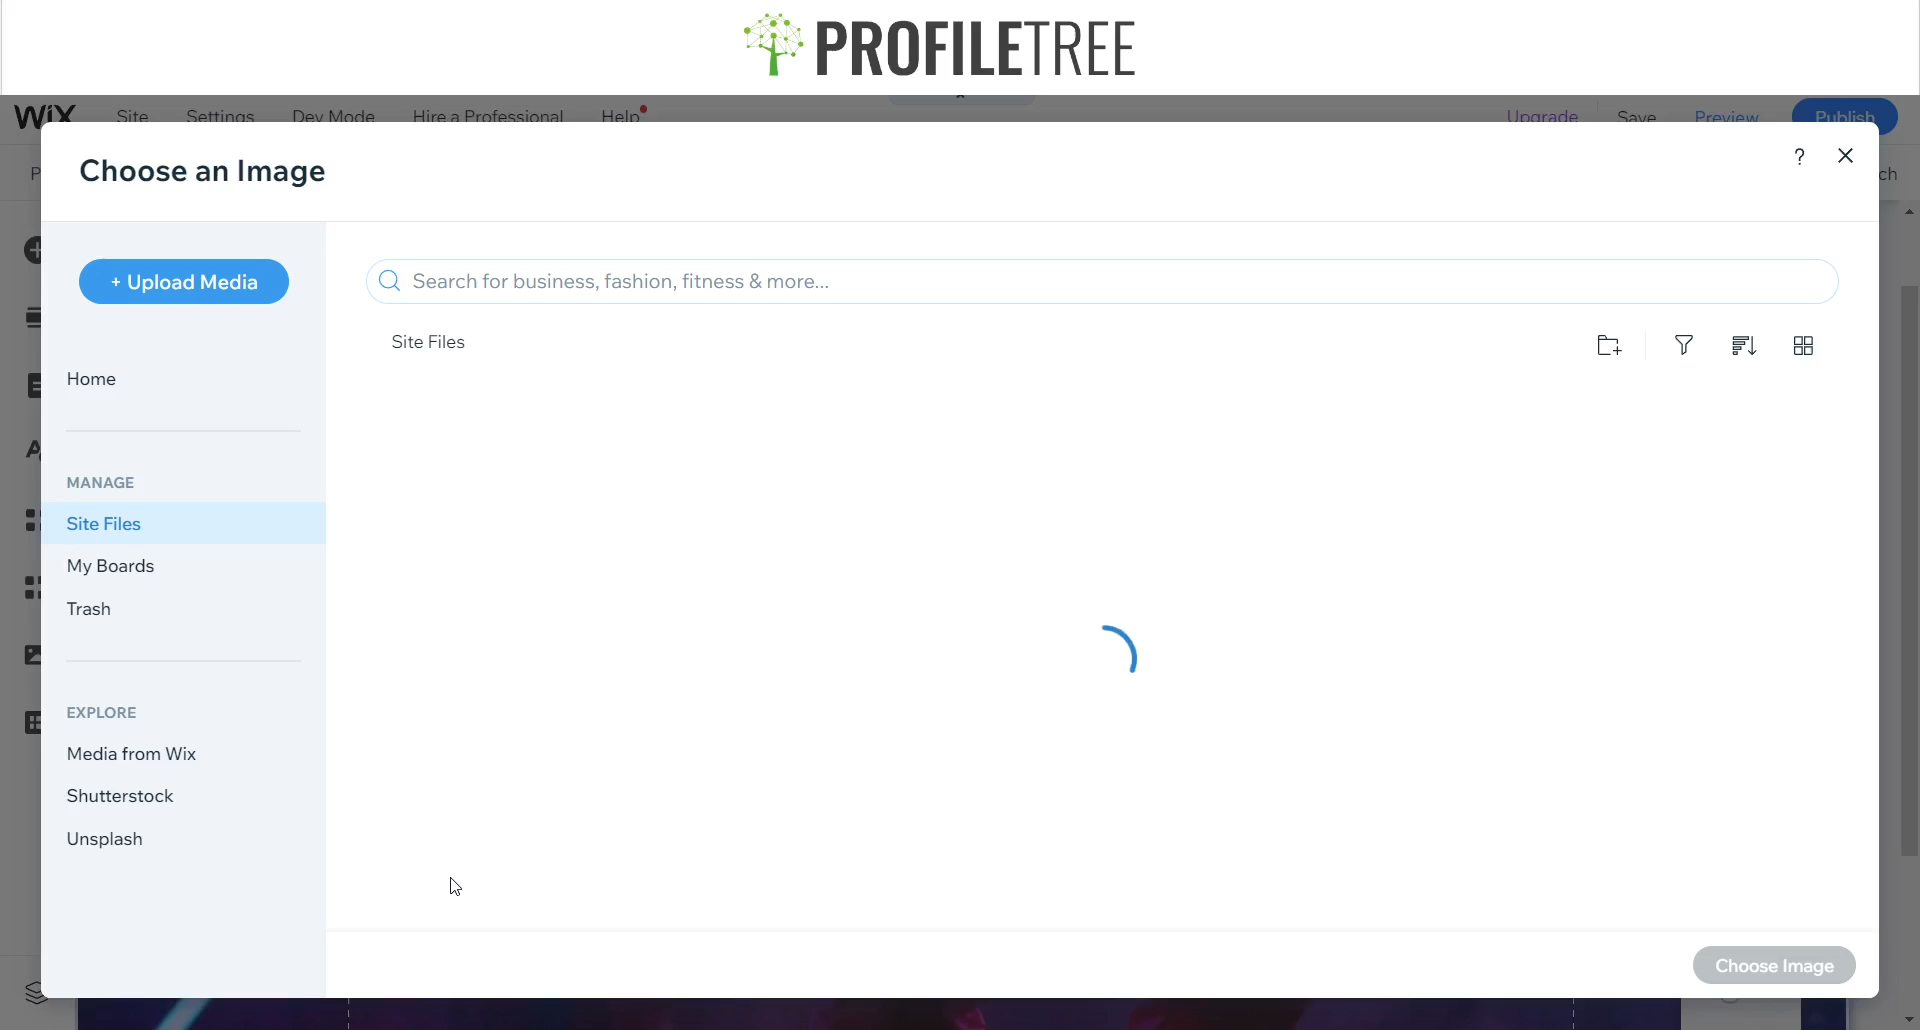 PROFILETREE
WiX Site Settings Dev Mode Hire a Professional Help Upgrade Save Preview Publish
Choose an Image ?
+ Upload Media
Search for business, fashion, fitness & more...
Site Files
Home
MANAGE
Site Files
My Boards
Trash
EXPLORE
Media from Wix
Shutterstock
Unsplash
Choose Image